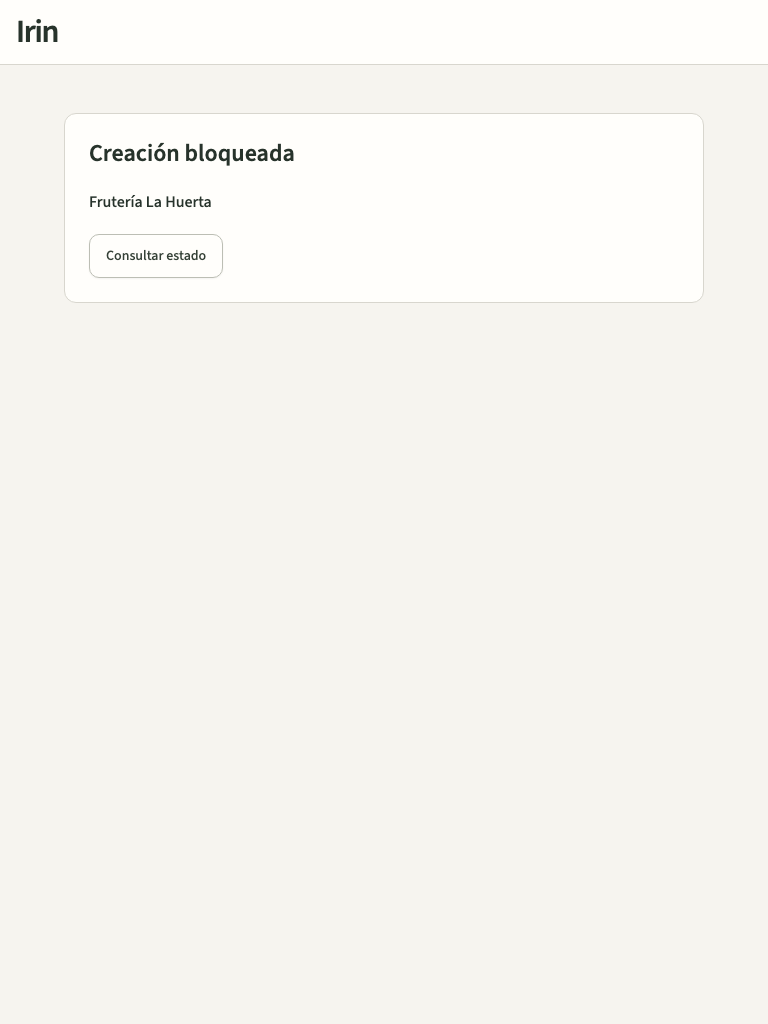 Irin
Creación bloqueada
Frutería La Huerta
Consultar estado